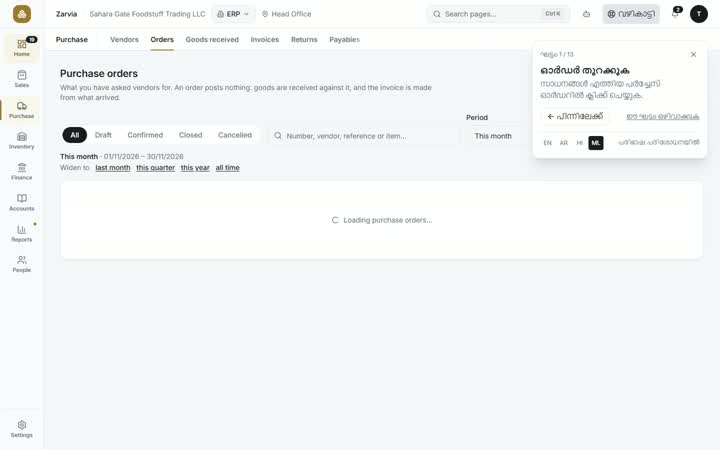 Zarvia
Sahara Gate Foodstuff Trading LLC
ERP
Head Office
Search pages...
Ctrl K
വഴികാട്ടി
2
T
19
Home
Sales
Purchase
Inventory
Finance
Accounts
Reports
People
Settings
Purchase
Vendors
Orders
Goods received
Invoices
Returns
Payables
Purchase orders
What you have asked vendors for. An order posts nothing: goods are received against it, and the invoice is made
from what arrived.
Period
All
Draft
Confirmed
Closed
Cancelled
Number, vendor, reference or item...
This month
This month · 01/11/2026 – 30/11/2026
Widen to last month this quarter this year all time
Loading purchase orders...
ഘട്ടം 1 / 13
ഓർഡർ തുറക്കുക
സാധനങ്ങൾ എത്തിയ പർച്ചേസ്
ഓർഡറിൽ ക്ലിക്ക് ചെയ്യുക.
← പിന്നിലേക്ക്
ഈ ഘട്ടം ഒഴിവാക്കുക
EN
AR
HI
ML
പരിഭാഷ പരിശോധനയിൽ